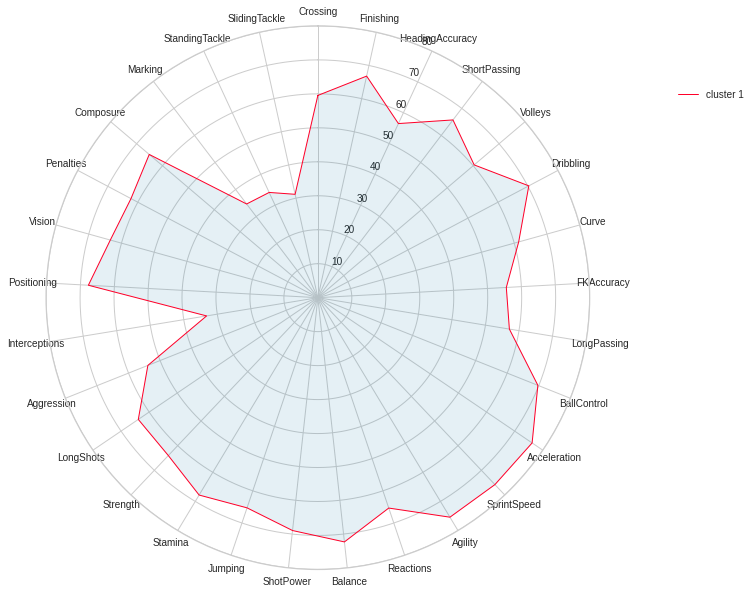 Crossing
SlidingTackle
Finishing
StandingTackle
HeadingAccuracy
80
Marking
70
ShortPassing
cluster 1
60
Composure
Volleys
50
Penalties
40
Dribbling
30
Vision
20
Curve
10
Positioning
FKAccuracy
Interceptions
LongPassing
Aggression
BallControl
LongShots
Acceleration
Strength
SprintSpeed
Stamina
Agility
Jumping
Reactions
ShotPower
Balance